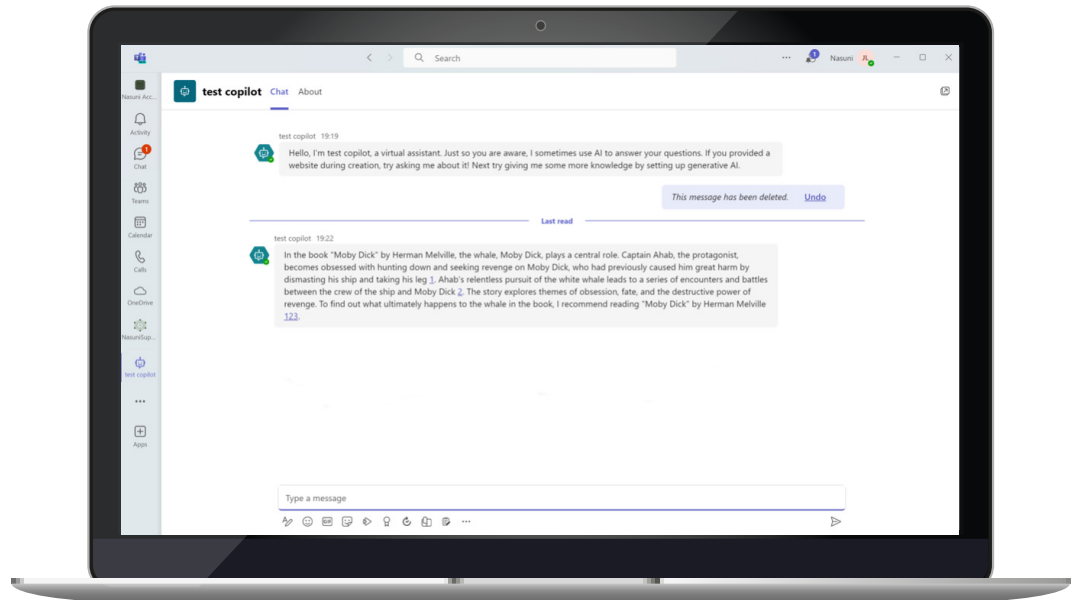 Search
Nasuni
Nasuni Acc...
Activity
1
Chat
Teams
Calendar
Calls
OneDrive
NasuniSup...
test copilot
Apps
test copilot Chat About
test copilot 19:19
Hello, I'm test copilot, a virtual assistant. Just so you are aware, I sometimes use AI to answer your questions. If you provided a
website during creation, try asking me about it! Next try giving me some more knowledge by setting up generative AI.
This message has been deleted. Undo
Last read
test copilot 19:22
In the book "Moby Dick" by Herman Melville, the whale, Moby Dick, plays a central role. Captain Ahab, the protagonist,
becomes obsessed with hunting down and seeking revenge on Moby Dick, who had previously caused him great harm by
dismasting his ship and taking his leg 1. Ahab's relentless pursuit of the white whale leads to a series of encounters and battles
between the crew of the ship and Moby Dick 2. The story explores themes of obsession, fate, and the destructive power of
revenge. To find out what ultimately happens to the whale in the book, I recommend reading "Moby Dick" by Herman Melville
123.
Type a message